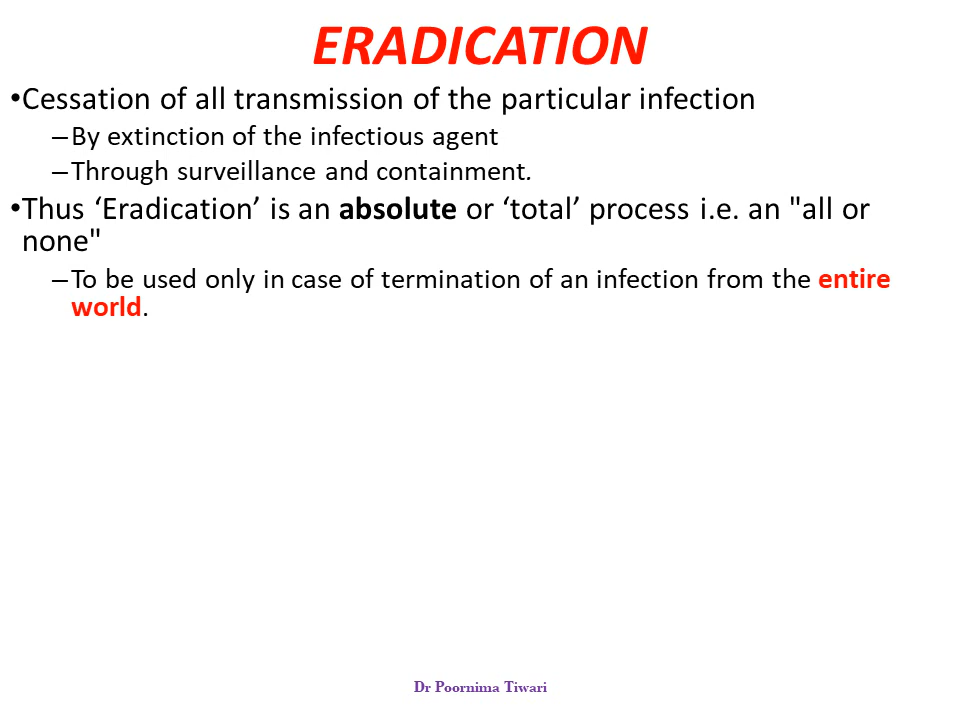 ERADICATION
•Cessation of all transmission of the particular infection
–By extinction of the infectious agent
–Through surveillance and containment.
•Thus ‘Eradication’ is an absolute or ‘total’ process i.e. an "all or
none"
–To be used only in case of termination of an infection from the entire
world.
Dr Poornima Tiwari